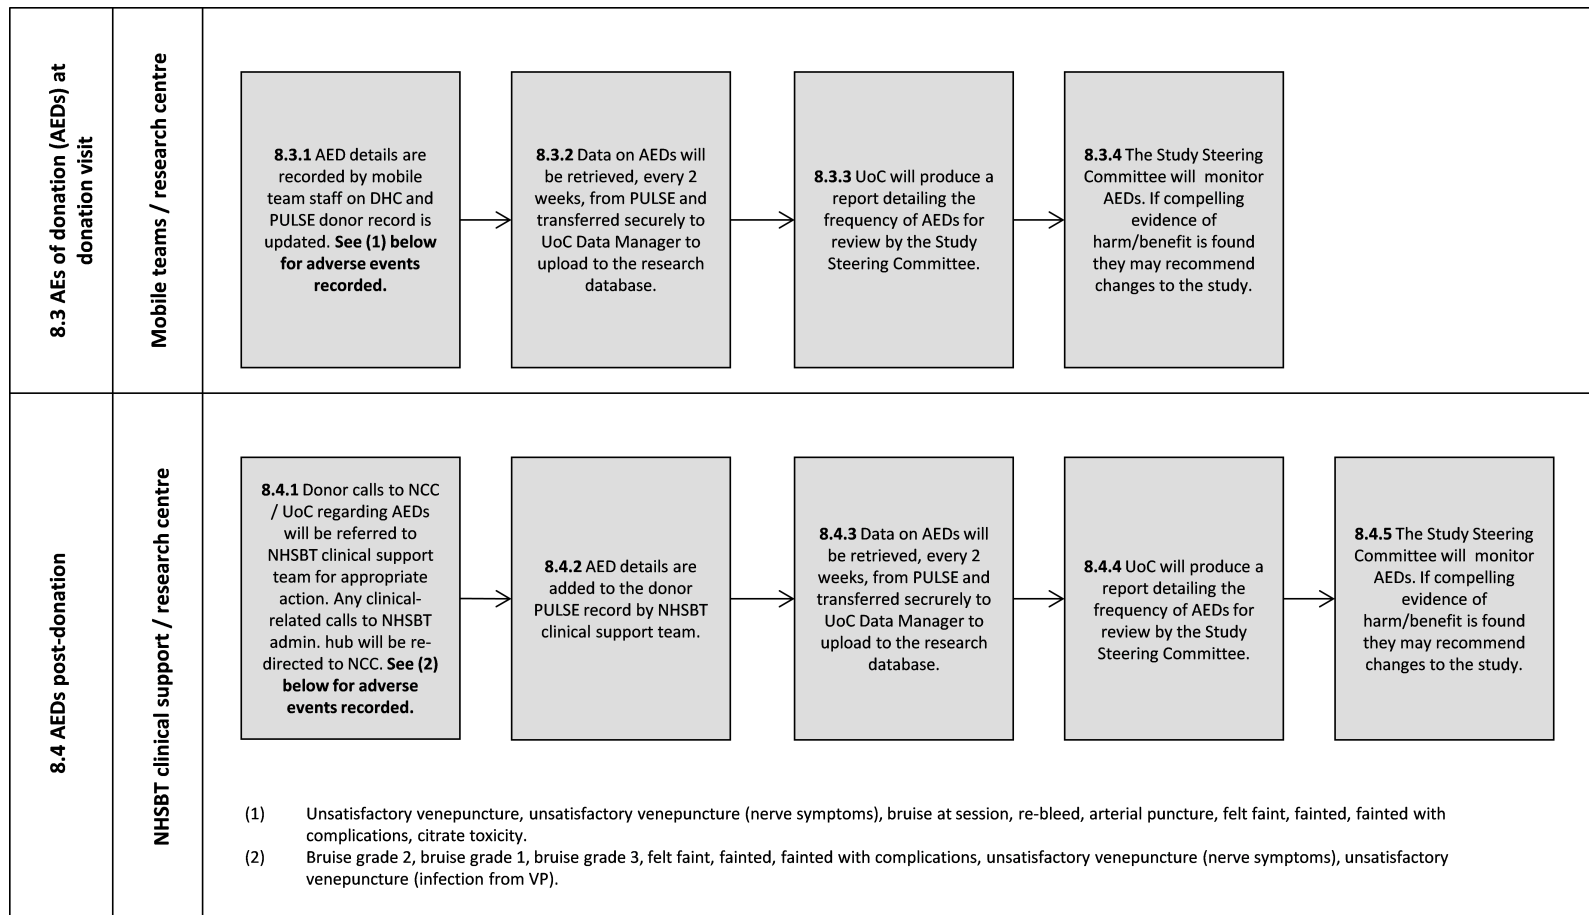 8.3 AEs of donation (AEDs) at
donation visit
Mobile teams / research centre
8.3.1 AED details are
recorded by mobile
team staff on DHC and
PULSE donor record is
updated. See (1) below
for adverse events
recorded.
8.3.2 Data on AEDs will
be retrieved, every 2
weeks, from PULSE and
transferred securely to
UoC Data Manager to
upload to the research
database.
8.3.3 UoC will produce a
report detailing the
frequency of AEDs for
review by the Study
Steering Committee.
8.3.4 The Study Steering
Committee will  monitor
AEDs. If compelling
evidence of
harm/benefit is found
they may recommend
changes to the study.
8.4 AEDs post-donation
NHSBT clinical support / research centre
8.4.1 Donor calls to NCC
/ UoC regarding AEDs
will be referred to
NHSBT clinical support
team for appropriate
action. Any clinical-
related calls to NHSBT
admin. hub will be re-
directed to NCC. See (2)
below for adverse
events recorded.
8.4.2 AED details are
added to the donor
PULSE record by NHSBT
clinical support team.
8.4.3 Data on AEDs will
be retrieved, every 2
weeks, from PULSE and
transferred securely to
UoC Data Manager to
upload to the research
database.
8.4.4 UoC will produce a
report detailing the
frequency of AEDs for
review by the Study
Steering Committee.
8.4.5 The Study Steering
Committee will  monitor
AEDs. If compelling
evidence of
harm/benefit is found
they may recommend
changes to the study.
(1) Unsatisfactory venepuncture, unsatisfactory venepuncture (nerve symptoms), bruise at session, re-bleed, arterial puncture, felt faint, fainted, fainted with
complications, citrate toxicity.
(2) Bruise grade 2, bruise grade 1, bruise grade 3, felt faint, fainted, fainted with complications, unsatisfactory venepuncture (nerve symptoms), unsatisfactory
venepuncture (infection from VP).